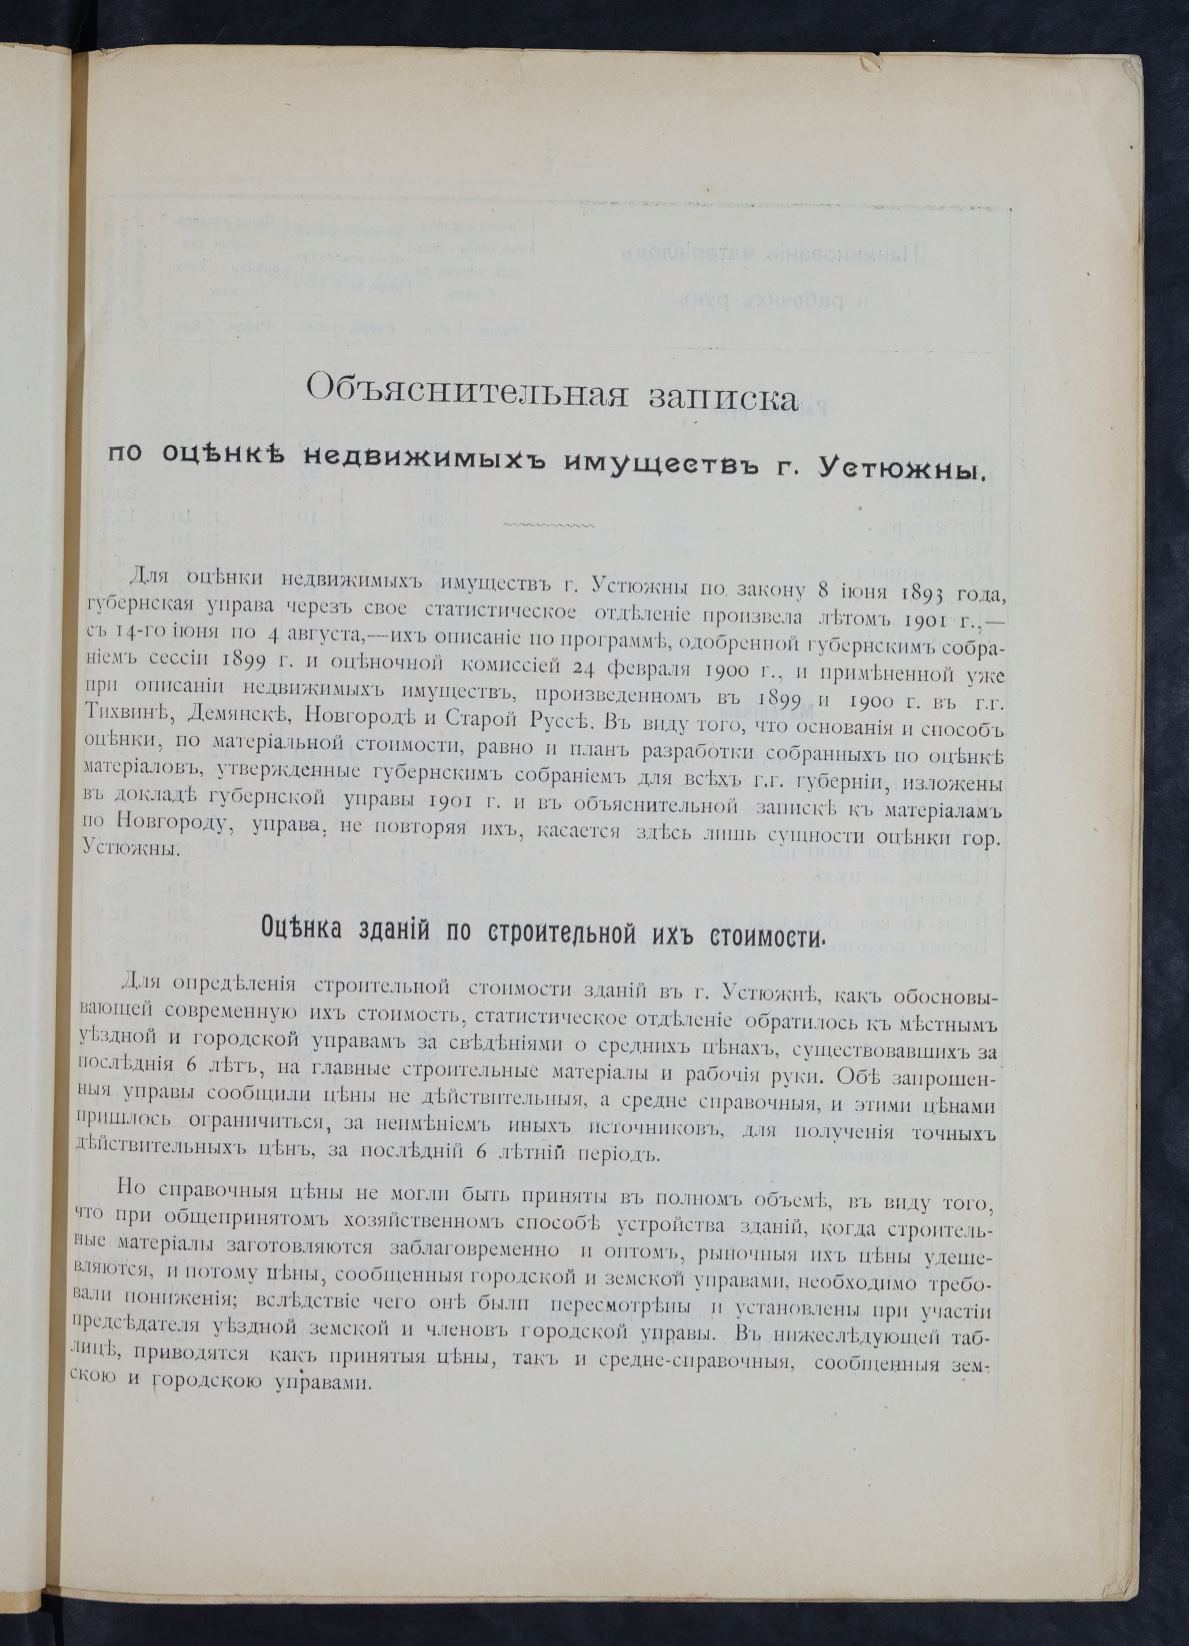 Объяснительная записка
по оцѣнкѣ недвижимыхъ имуществъ г. Устюжны.
Для оцѣнки недвижимыхъ имуществъ г. Устюжны по закону 8 іюня 1893 года,
губернская управа черезъ свое статистическое отдѣленіе произвела лѣтомъ 1901 г.,—
съ 14-го іюня по 4 августа,—ихъ описаніе по программѣ, одобренной губернскимъ собра-
ніемъ сессіи 1899 г. и оцѣночной комиссіей 24 февраля 1900 г., и примѣненной уже
при описаніи недвижимыхъ имуществъ, произведенномъ въ 1899 и 1900 г. въ г.г.
Тихвинѣ, Демянскѣ, Новгородѣ и Старой Руссѣ. Въ виду того, что основанія и способъ
оцѣнки, по матеріальной стоимости, равно и планъ разработки собранныхъ по оцѣнкѣ
матеріаловъ, утвержденные губернскимъ собраніемъ для всѣхъ г.г. губерніи, изложены
въ докладѣ губернской управы 1901 г. и въ объяснительной запискѣ къ матеріаламъ
по Новгороду, управа, не повторяя ихъ, касается здѣсь лишь сущности оцѣнки гор.
Устюжны.
Оцѣнка зданій по строительной ихъ стоимости.
Для опредѣленія строительной стоимости зданій въ г. Устюжнѣ, какъ обосновы-
вающей современную ихъ стоимость, статистическое отдѣленіе обратилось къ мѣстнымъ
уѣздной и городской управамъ за свѣдѣніями о среднихъ цѣнахъ, существовавшихъ за
послѣднія 6 лѣтъ, на главные строительные матеріалы и рабочія руки. Обѣ запрошен-
ныя управы сообщили цѣны не дѣйствительныя, а средне справочныя, и этими цѣнами
пришлось ограничиться, за неимѣніемъ иныхъ источниковъ, для полученія точныхъ
дѣйствительныхъ цѣнъ, за послѣдній 6 лѣтній періодъ.
Но справочныя цѣны не могли быть приняты въ полномъ объемѣ, въ виду того,
что при общепринятомъ хозяйственномъ способѣ устройства зданій, когда строитель-
ные матеріалы заготовляются заблаговременно и оптомъ, рыночныя ихъ цѣны удеше-
вляются, и потому цѣны, сообщенныя городской и земской управами, необходимо требо-
вали пониженія; вслѣдствіе чего онѣ были пересмотрѣны и установлены при участіи
предсѣдателя уѣздной земской и членовъ городской управы. Въ нижеслѣдующей таб-
лицѣ, приводятся какъ принятыя цѣны, такъ и средне-справочныя, сообщенныя зем-
скою и городскою управами.